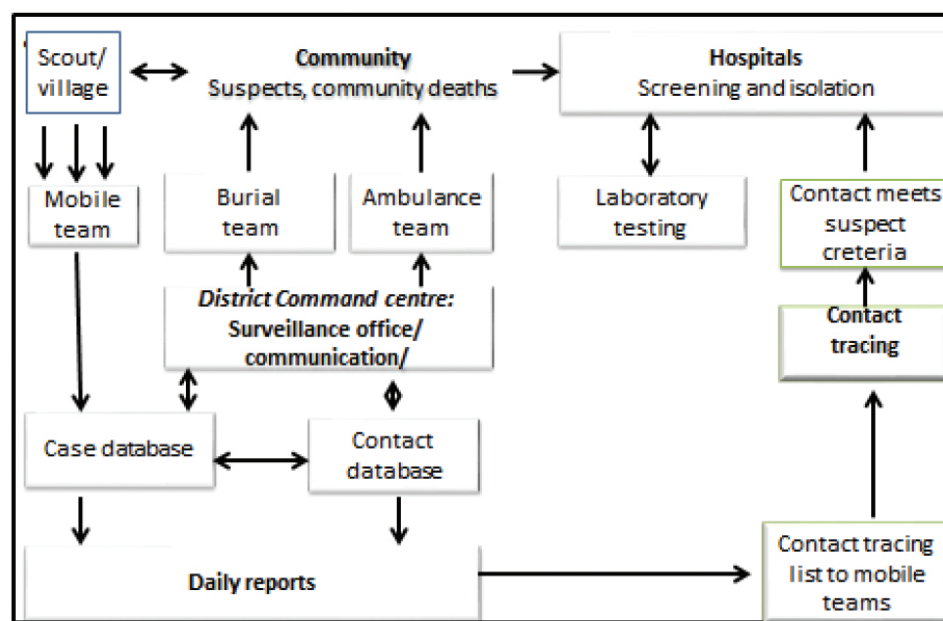 Scout/
village
Community
Suspects, community deaths
Hospitals
Screening and isolation
Mobile
team
Burial
team
Ambulance
team
Laboratory
testing
Contact meets
suspect
creteria
District Command centre:
Surveillance office/
communication/
Contact
tracing
Case database
Contact
database
Daily reports
Contact tracing
list to mobile
teams